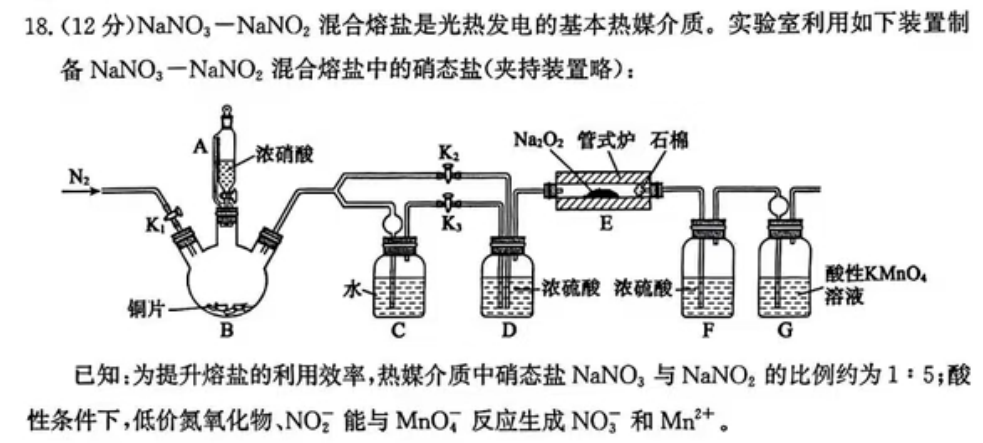 18. (12 分)NaNO₃－NaNO₂ 混合熔盐是光热发电的基本热媒介质。实验室利用如下装置制
备 NaNO₃－NaNO₂ 混合熔盐中的硝态盐(夹持装置略)：
Na₂O₂ 管式炉 石棉
A 浓硝酸
K₂
N₂
K₁
K₃
E
水
浓硫酸 浓硫酸
酸性KMnO₄
溶液
铜片
B C D F G
已知：为提升熔盐的利用效率，热媒介质中硝态盐 NaNO₃ 与 NaNO₂ 的比例约为 1：5；酸
性条件下，低价氮氧化物、NO₂⁻ 能与 MnO₄⁻ 反应生成 NO₃⁻ 和 Mn²⁺。